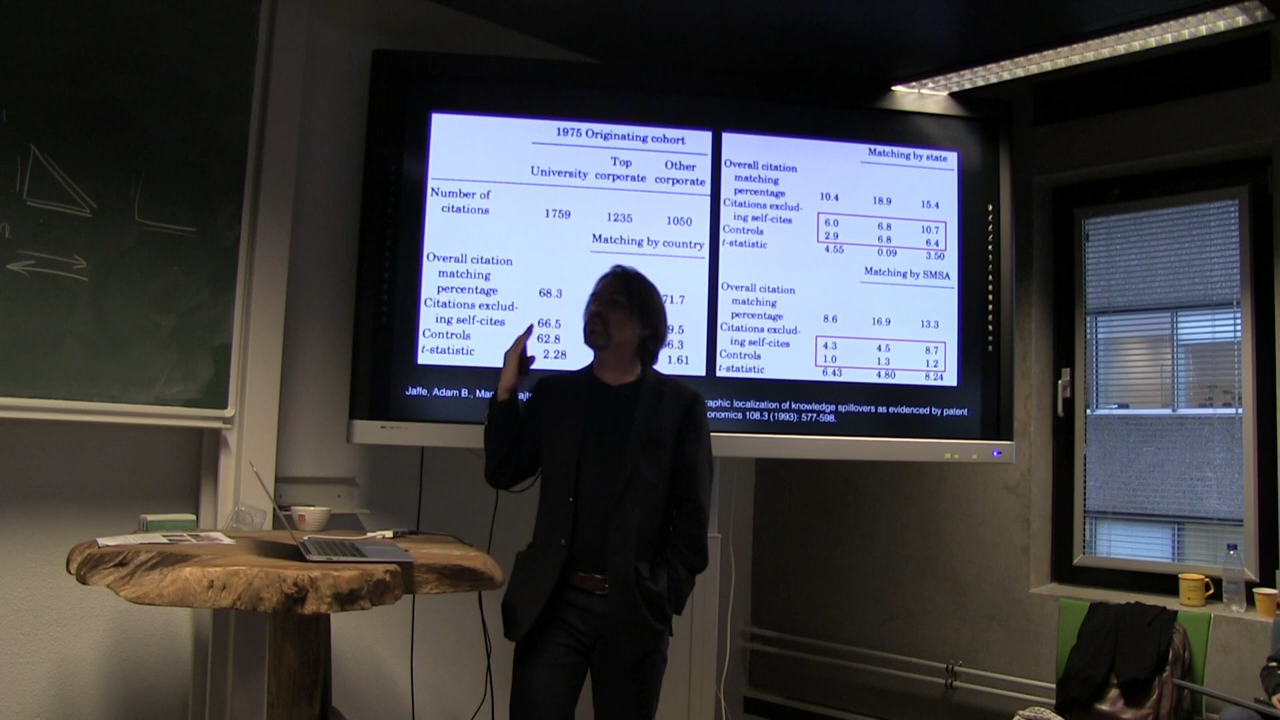 1975 Originating cohort
University Top corporate Other corporate
Number of citations 1759 1235 1050
Matching by country
Overall citation matching percentage 68.3 71.7
Citations exclud-
ing self-cites 66.5 9.5
Controls 62.8 6.3
t-statistic 2.28 1.61
Matching by state
Overall citation
matching
percentage 10.4 18.9 15.4
Citations exclud-
ing self-cites 6.0 6.8 10.7
Controls 2.9 6.8 6.4
t-statistic 4.55 0.09 3.50
Matching by SMSA
Overall citation
matching
percentage 8.6 16.9 13.3
Citations exclud-
ing self-cites 4.3 4.5 8.7
Controls 1.0 1.3 1.2
t-statistic 6.43 4.80 8.24
Jaffe, Adam B., raphic localization of knowledge spillovers as evidenced by patent
onomics 108.3 (1993): 577-598.